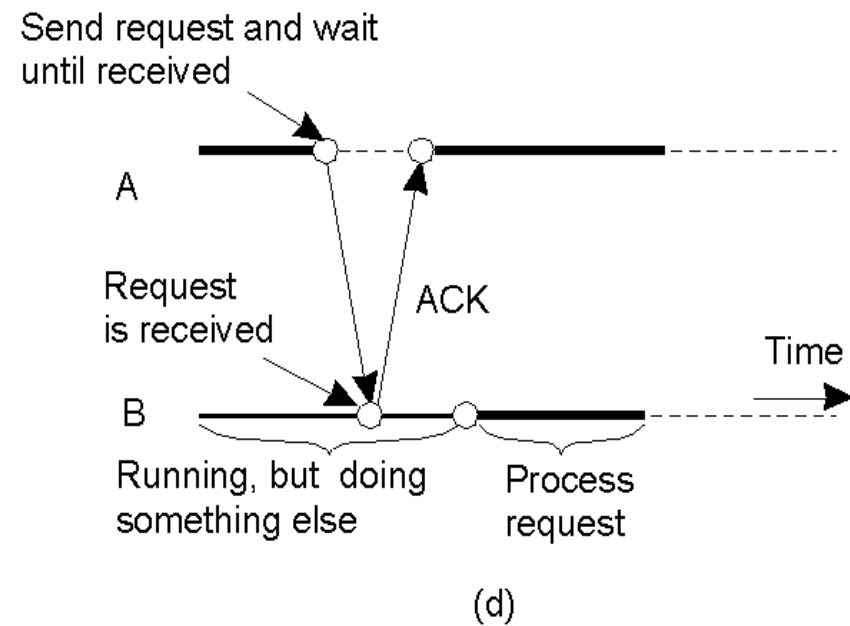 Send request and wait
until received
A
Request
is received
ACK
Time
B
Running, but doing
something else
Process
request
(d)